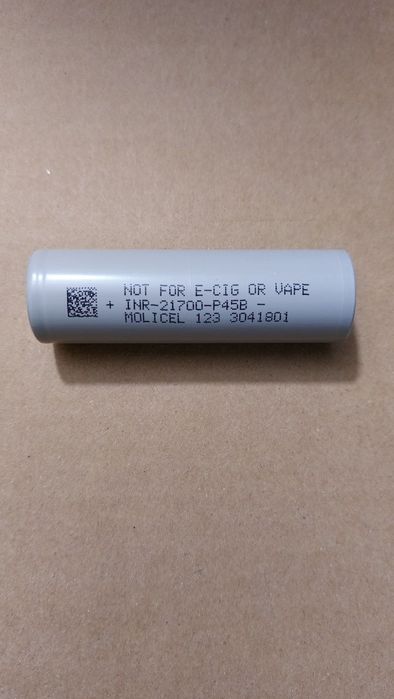 NOT FOR E-CIG OR VAPE
+ INR-21700-P45B -
MOLICEL 123 3041801